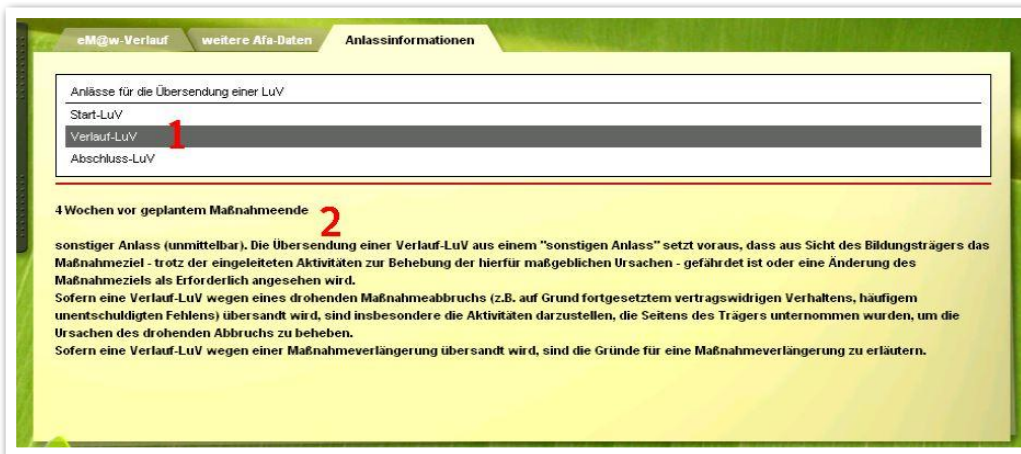 eM@w-Verlauf weitere Afa-Daten Anlassinformationen
Anlässe für die Übersendung einer LuV
Start-LuV
Verlauf-LuV 1
Abschluss-LuV
4 Wochen vor geplantem Maßnahmeende 2
sonstiger Anlass (unmittelbar). Die Übersendung einer Verlauf-LuV aus einem "sonstigen Anlass" setzt voraus, dass aus Sicht des Bildungsträgers das
Maßnahmeziel - trotz der eingeleiteten Aktivitäten zur Behebung der hierfür maßgeblichen Ursachen - gefährdet ist oder eine Änderung des
Maßnahmeziels als Erforderlich angesehen wird.
Sofern eine Verlauf-LuV wegen eines drohenden Maßnahmeabbruchs (z.B. auf Grund fortgesetztem vertragswidrigen Verhaltens, häufigem
unentschuldigten Fehlens) übersandt wird, sind insbesondere die Aktivitäten darzustellen, die Seitens des Trägers unternommen wurden, um die
Ursachen des drohenden Abbruchs zu beheben.
Sofern eine Verlauf-LuV wegen einer Maßnahmeverlängerung übersandt wird, sind die Gründe für eine Maßnahmeverlängerung zu erläutern.